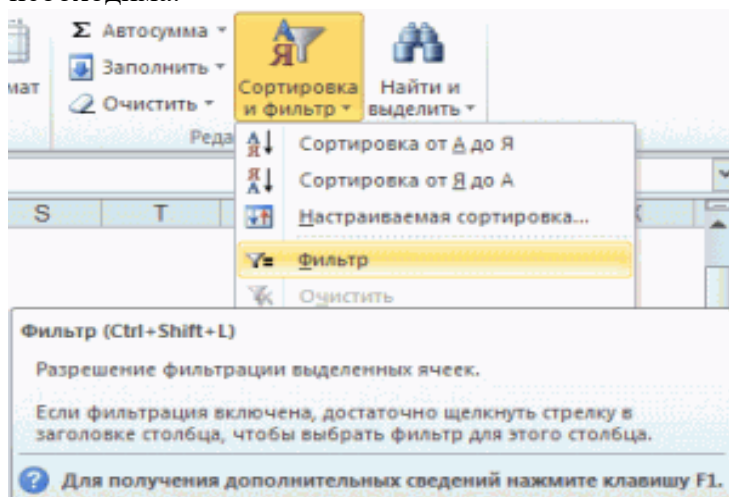 Σ Автосумма
Заполнить
Очистить
Сортировка
и фильтр
Найти и
выделить
Сортировка от А до Я
Сортировка от Я до А
S T
Настраиваемая сортировка...
Фильтр
Очистить
Фильтр (Ctrl+Shift+L)
Разрешение фильтрации выделенных ячеек.
Если фильтрация включена, достаточно щелкнуть стрелку в
заголовке столбца, чтобы выбрать фильтр для этого столбца.
Для получения дополнительных сведений нажмите клавишу F1.